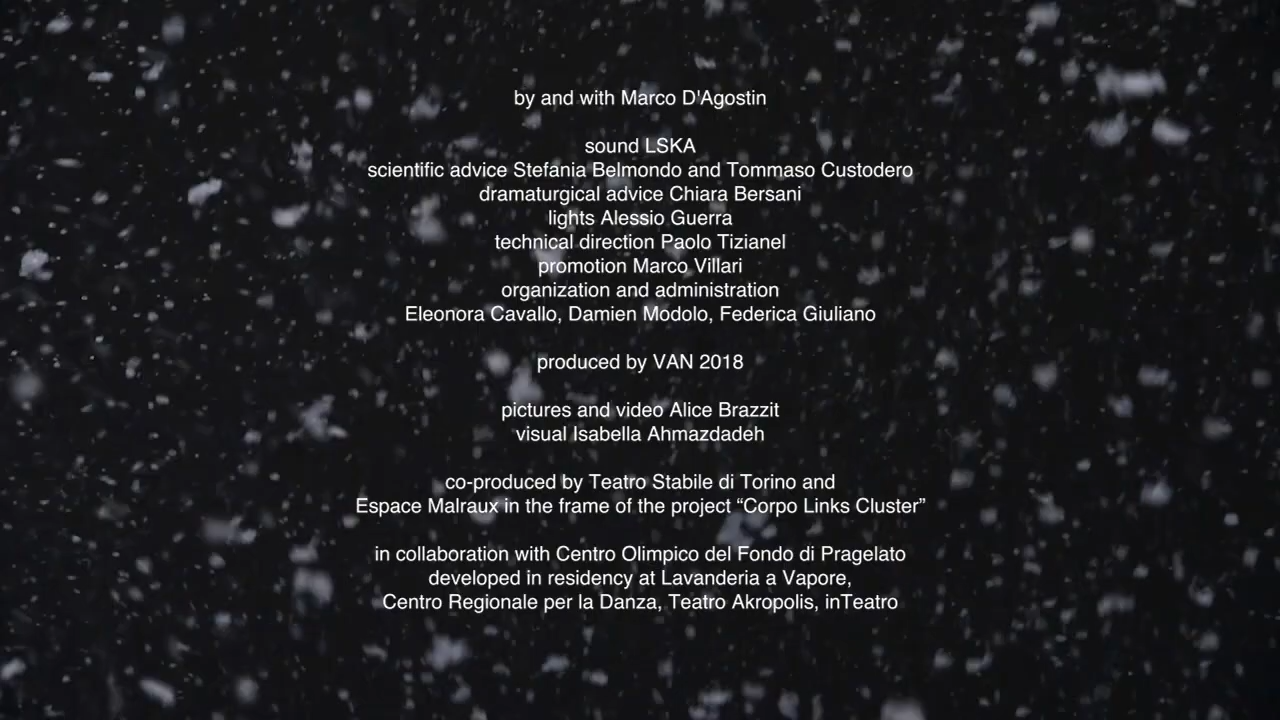 by and with Marco D'Agostin
sound LSKA
scientific advice Stefania Belmondo and Tommaso Custodero
dramaturgical advice Chiara Bersani
lights Alessio Guerra
technical direction Paolo Tizianel
promotion Marco Villari
organization and administration
Eleonora Cavallo, Damien Modolo, Federica Giuliano
produced by VAN 2018
pictures and video Alice Brazzit
visual Isabella Ahmazdadeh
co-produced by Teatro Stabile di Torino and
Espace Malraux in the frame of the project “Corpo Links Cluster”
in collaboration with Centro Olimpico del Fondo di Pragelato
developed in residency at Lavanderia a Vapore,
Centro Regionale per la Danza, Teatro Akropolis, inTeatro